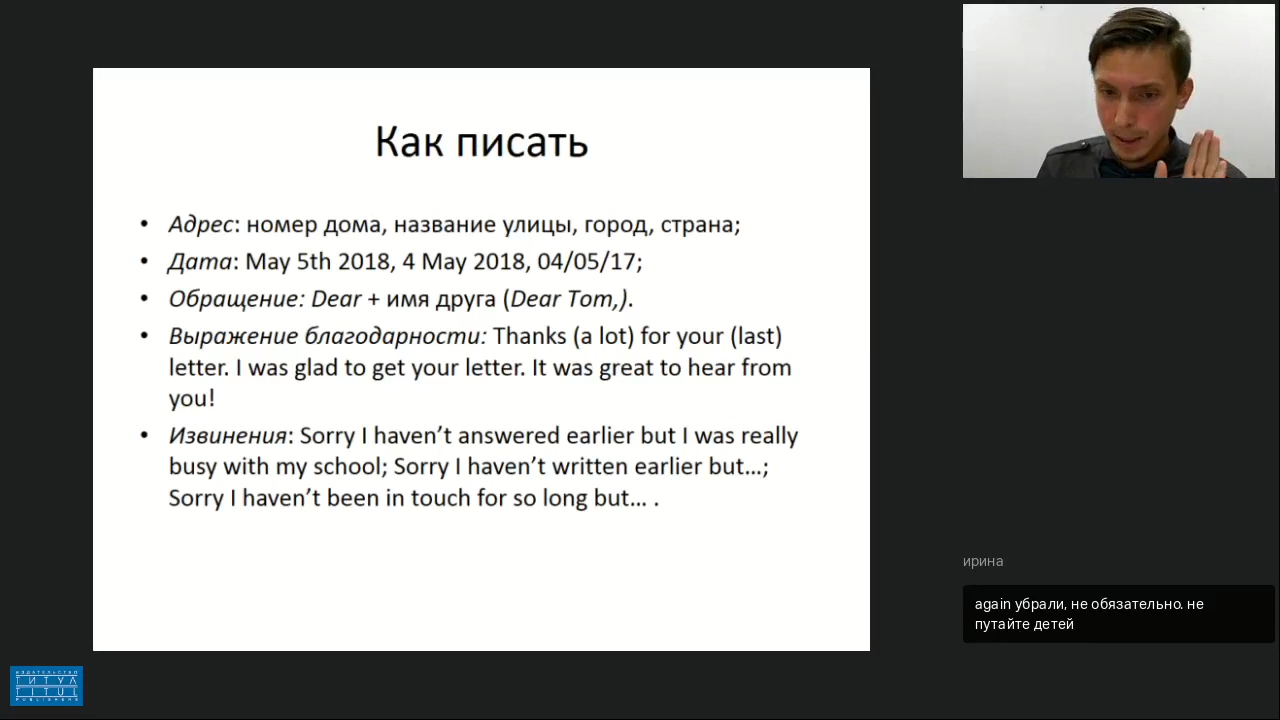 Как писать
• Адрес: номер дома, название улицы, город, страна;
• Дата: May 5th 2018, 4 May 2018, 04/05/17;
• Обращение: Dear + имя друга (Dear Tom,).
• Выражение благодарности: Thanks (a lot) for your (last)
letter. I was glad to get your letter. It was great to hear from
you!
• Извинения: Sorry I haven’t answered earlier but I was really
busy with my school; Sorry I haven’t written earlier but…;
Sorry I haven’t been in touch for so long but… .
ирина
again убрали, не обязательно. не
путайте детей
ИЗДАТЕЛЬСТВО
ТИТУЛ
TITUL
PUBLISHERS